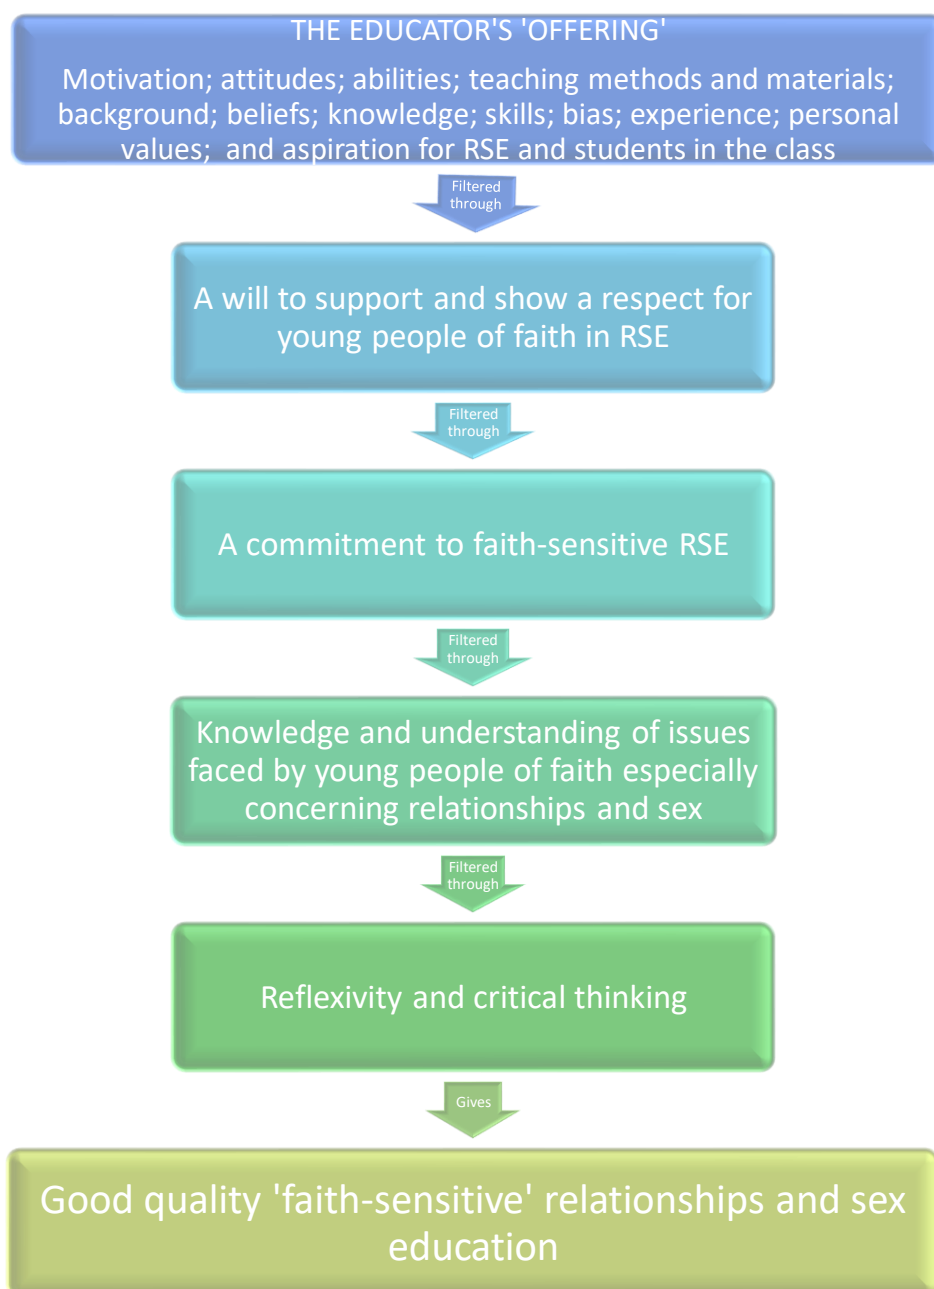 THE EDUCATOR'S 'OFFERING'
Motivation; attitudes; abilities; teaching methods and materials;
background; beliefs; knowledge; skills; bias; experience; personal
values;  and aspiration for RSE and students in the class
Filtered
through
A will to support and show a respect for
young people of faith in RSE
Filtered
through
A commitment to faith-sensitive RSE
Filtered
through
Knowledge and understanding of issues
faced by young people of faith especially
concerning relationships and sex
Filtered
through
Reflexivity and critical thinking
Gives
Good quality 'faith-sensitive' relationships and sex
education